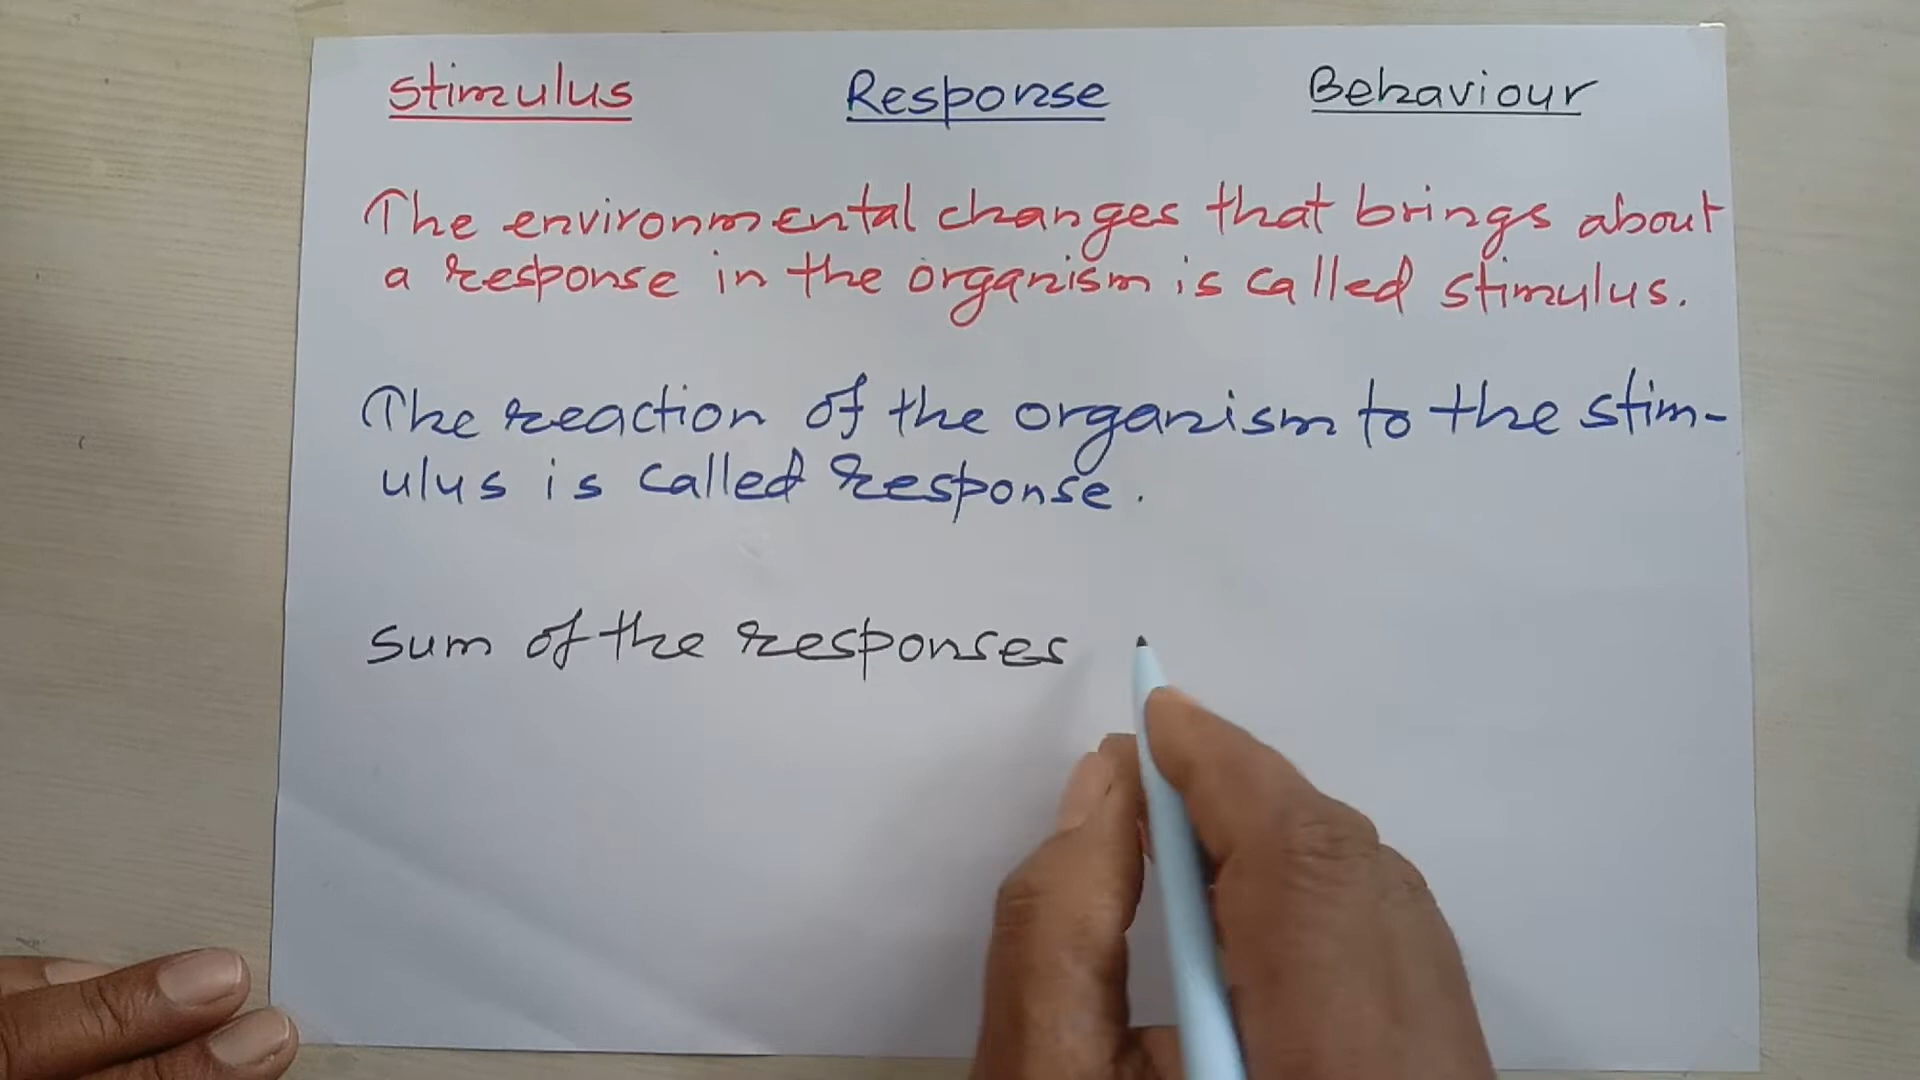 Stimulus Response Behaviour
The environmental changes that brings about
a response in the organism is called stimulus.
The reaction of the organism to the stim-
ulus is called response.
sum of the responses